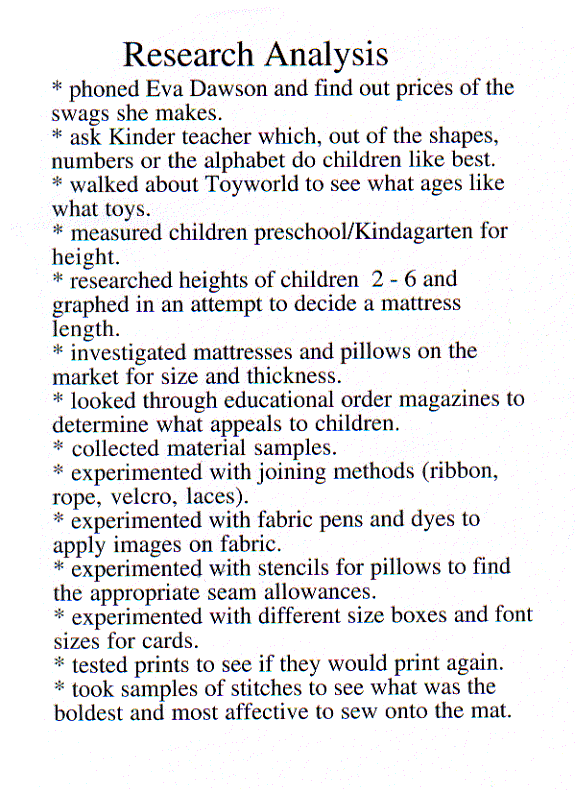 Research Analysis
* phoned Eva Dawson and find out prices of the
swags she makes.
* ask Kinder teacher which, out of the shapes,
numbers or the alphabet do children like best.
* walked about Toyworld to see what ages like
what toys.
* measured children preschool/Kindagarten for
height.
* researched heights of children 2 - 6 and
graphed in an attempt to decide a mattress
length.
* investigated mattresses and pillows on the
market for size and thickness.
* looked through educational order magazines to
determine what appeals to children.
* collected material samples.
* experimented with joining methods (ribbon,
rope, velcro, laces).
* experimented with fabric pens and dyes to
apply images on fabric.
* experimented with stencils for pillows to find
the appropriate seam allowances.
* experimented with different size boxes and font
sizes for cards.
* tested prints to see if they would print again.
* took samples of stitches to see what was the
boldest and most affective to sew onto the mat.